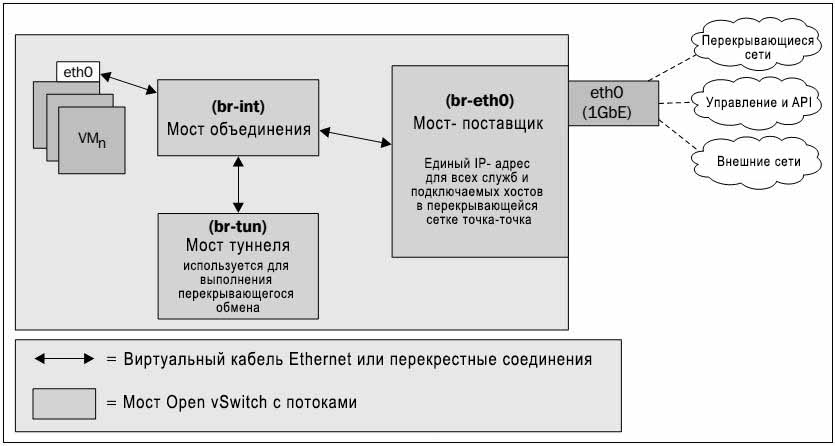 eth0
VMn
(br-int)
Мост объединения
(br-tun)
Мост туннеля
используется для
выполнения
перекрывающегося
обмена
(br-eth0)
Мост- поставщик
Единый IP- адрес
для всех служб и
подключаемых хостов
в перекрывающейся
сетке точка-точка
eth0
(1GbE)
Перекрывающиеся
сети
Управление и API
Внешние сети
= Виртуальный кабель Ethernet или перекрестные соединения
= Мост Open vSwitch с потоками